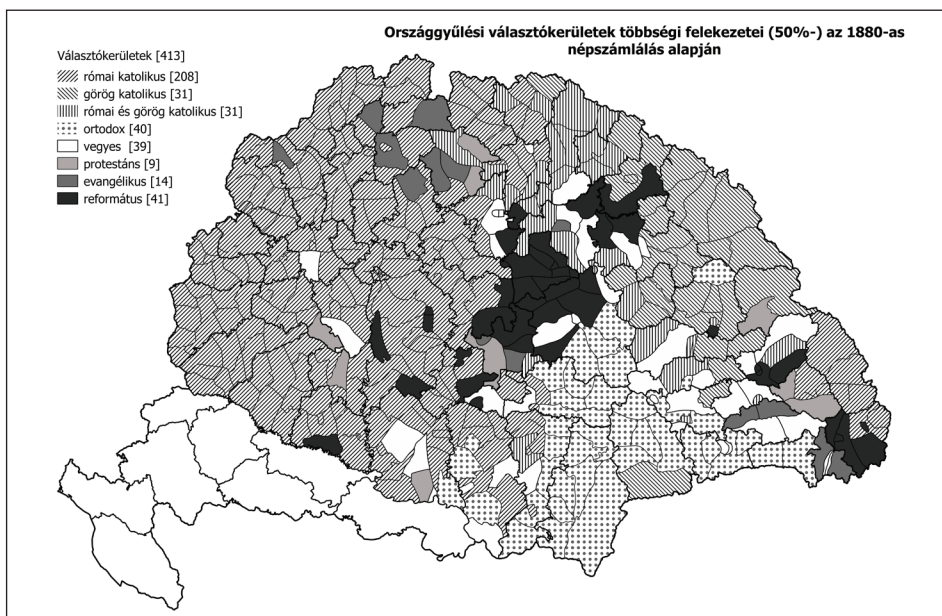 Országgyűlési választókerületek többségi felekezetei (50%-) az 1880-as
népszámlálás alapján
Választókerületek [413]
római katolikus [208]
görög katolikus [31]
római és görög katolikus [31]
ortodox [40]
vegyes [39]
protestáns [9]
evangélikus [14]
református [41]